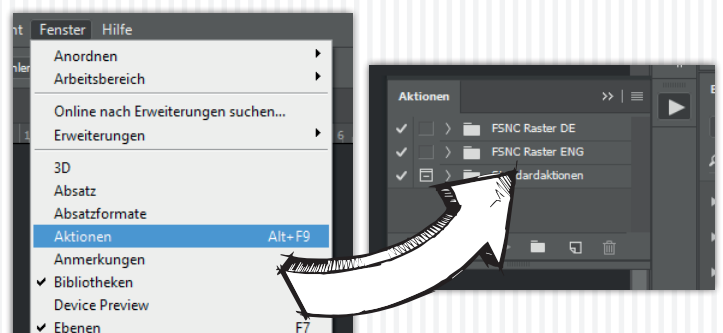 Fenster Hilfe
Anordnen
Arbeitsbereich
Online nach Erweiterungen suchen...
Erweiterungen
3D
Absatz
Absatzformate
Aktionen Alt+F9
Anmerkungen
Bibliotheken
Device Preview
Ebenen F7
Aktionen
FSNC Raster DE
FSNC Raster ENG